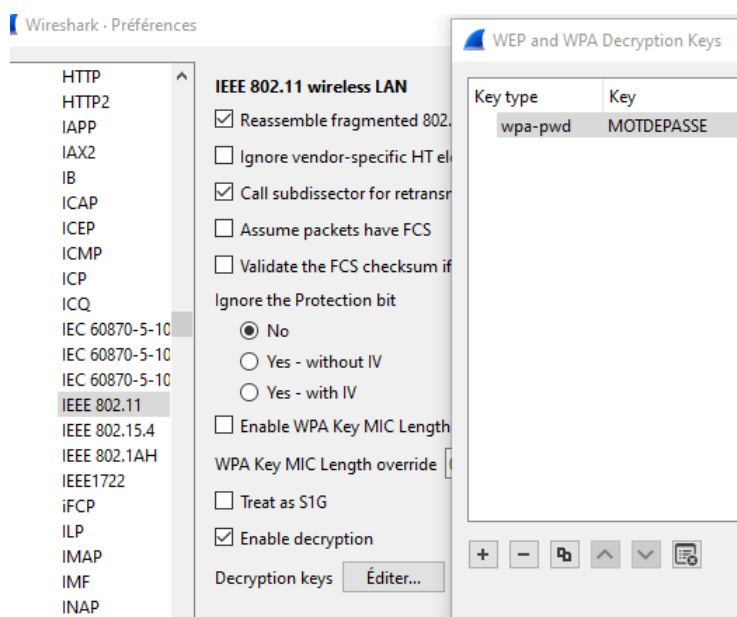 Wireshark · Préférences
HTTP
HTTP2
IAPP
IAX2
IB
ICAP
ICEP
ICMP
ICP
ICQ
IEC 60870-5-10
IEC 60870-5-10
IEC 60870-5-10
IEEE 802.11
IEEE 802.15.4
IEEE 802.1AH
IEEE1722
iFCP
ILP
IMAP
IMF
INAP
IEEE 802.11 wireless LAN
Reassemble fragmented 802.
Ignore vendor-specific HT el
Call subdissector for retransm
Assume packets have FCS
Validate the FCS checksum if
Ignore the Protection bit
No
Yes - without IV
Yes - with IV
Enable WPA Key MIC Length
WPA Key MIC Length override
Treat as S1G
Enable decryption
Decryption keys Éditer...
WEP and WPA Decryption Keys
Key type Key
wpa-pwd MOTDEPASSE